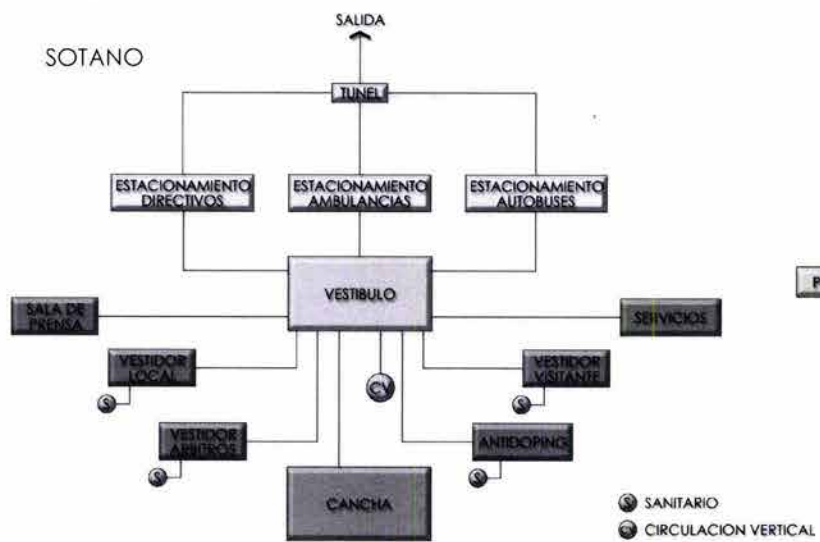 SALIDA
SOTANO
TUNEL
ESTACIONAMIENTO
DIRECTIVOS
ESTACIONAMIENTO
AMBULANCIAS
ESTACIONAMIENTO
AUTOBUSES
VESTIBULO
P
SALA DE
PRENSA
SERVICIOS
VESTIDOR
LOCAL
S
CV
VESTIDOR
VISITANTE
S
VESTIDOR
ARBITROS
S
ANTIDOPING
S
CANCHA
S SANITARIO
CV CIRCULACION VERTICAL